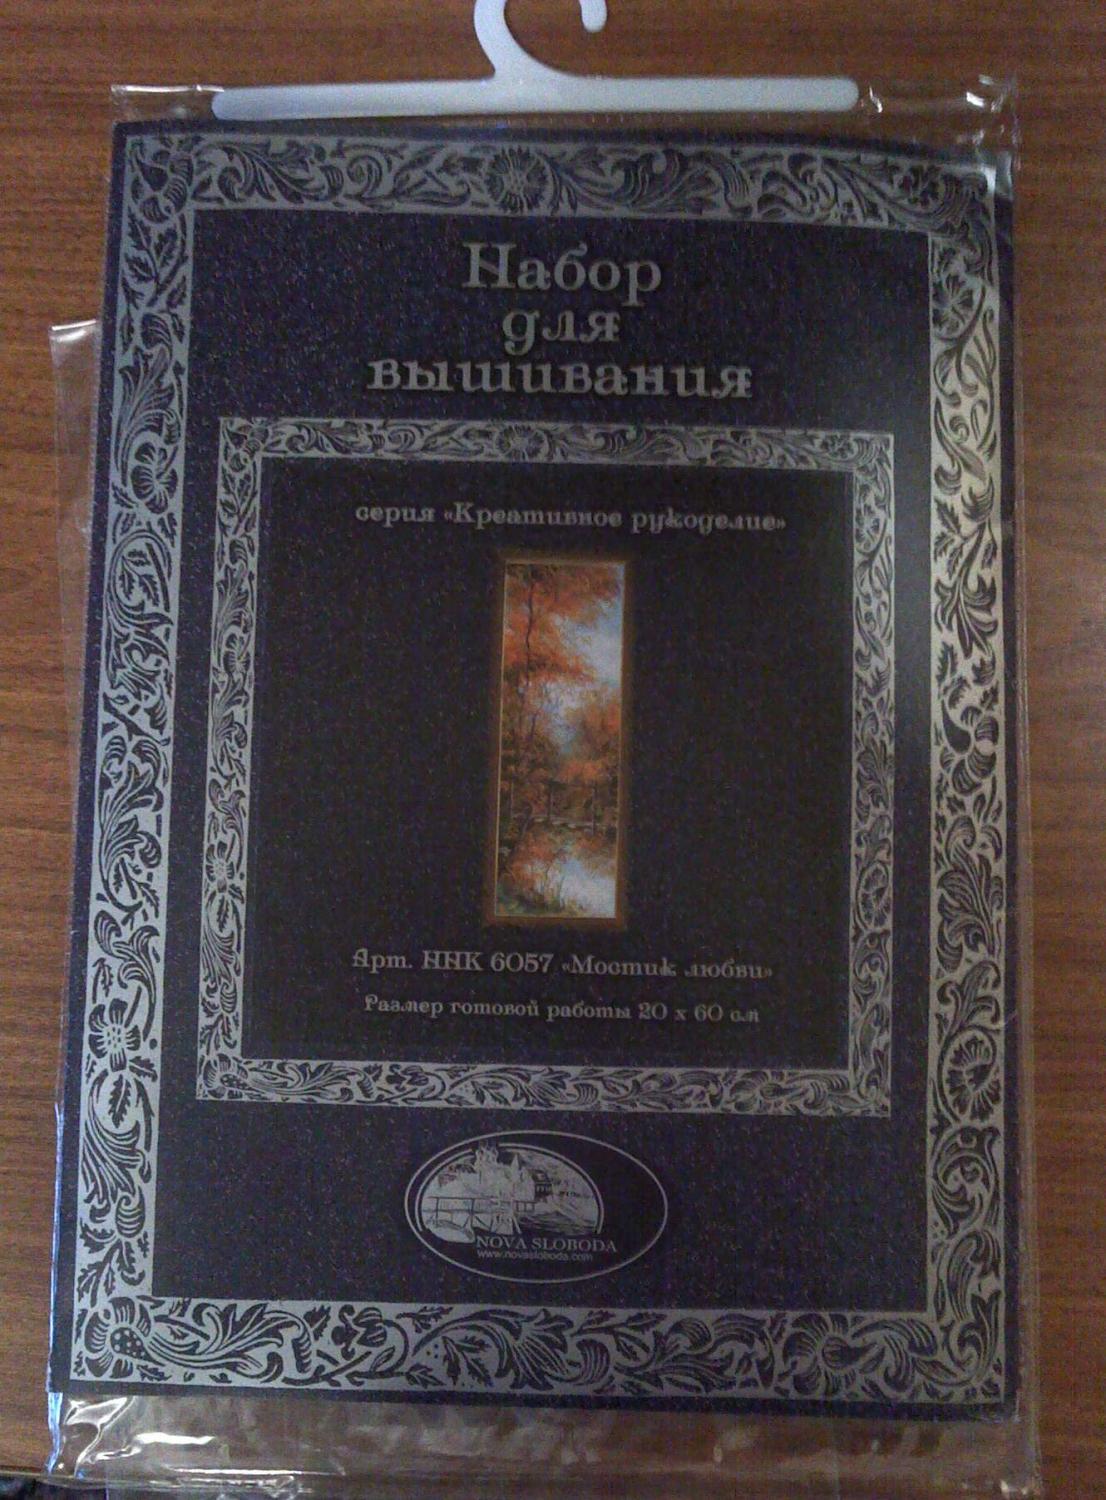 Набор
для
вышивания
серия «Креативное рукоделие»
Арт. ННК 6057 «Мостик любви»
Размер готовой работы 20 х 60 см
NOVA SLOBODA
www.novasloboda.com